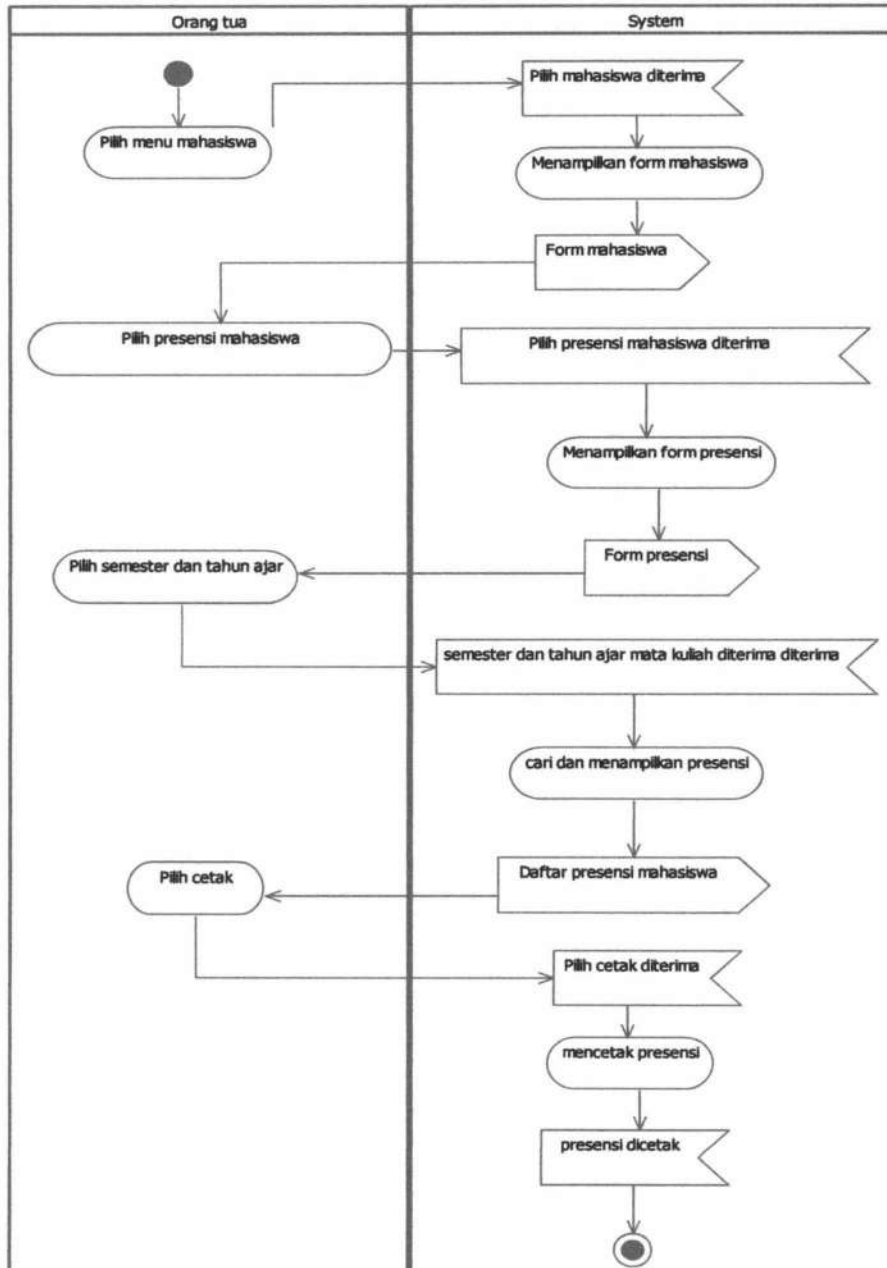 Orang tua
System
Pilih mahasiswa diterima
Pilih menu mahasiswa
Menampilkan form mahasiswa
Form mahasiswa
Pilih presensi mahasiswa
Pilih presensi mahasiswa diterima
Menampilkan form presensi
Form presensi
Pilih semester dan tahun ajar
semester dan tahun ajar mata kuliah diterima diterima
cari dan menampilkan presensi
Daftar presensi mahasiswa
Pilih cetak
Pilih cetak diterima
mencetak presensi
presensi dicetak